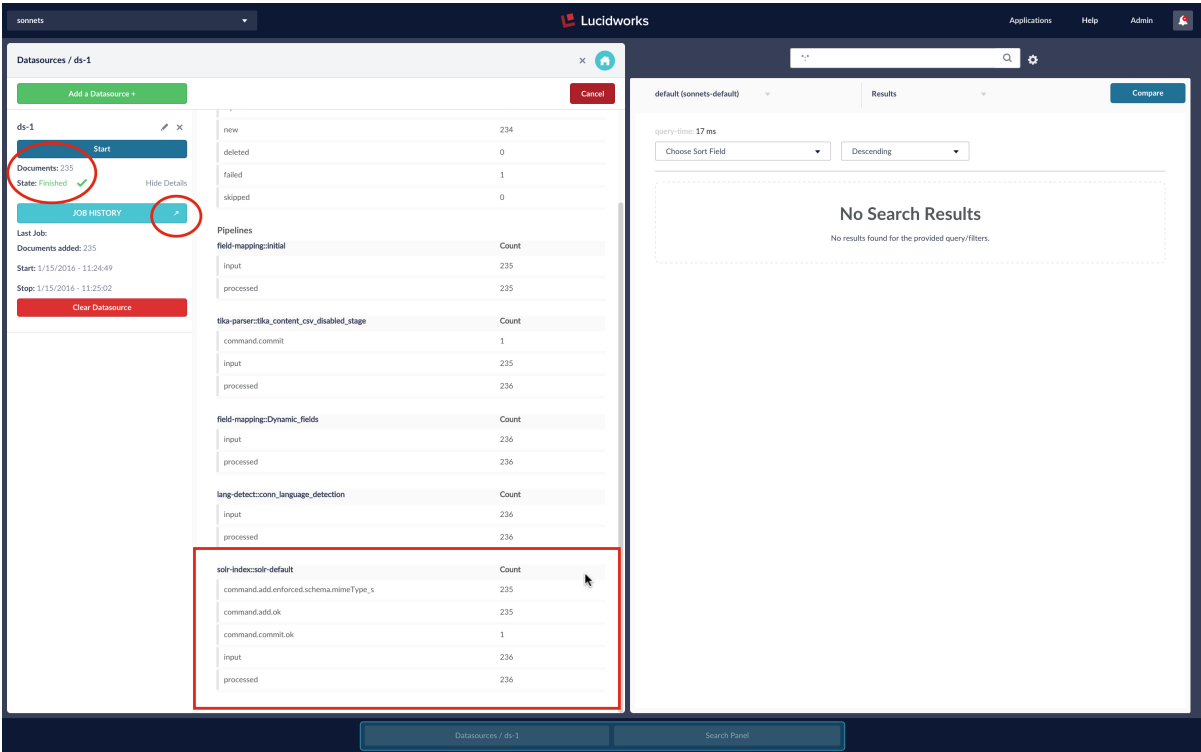 sonnets
Lucidworks
Applications Help Admin
Datasources / ds-1 ×
Add a Datasource +
Cancel
ds-1 ×
Start
Documents: 235
State: Finished ✓
Hide Details
JOB HISTORY
Last Job:
Documents added: 235
Start: 1/15/2016 - 11:24:49
Stop: 1/15/2016 - 11:25:02
Clear Datasource
new 234
deleted 0
failed 1
skipped 0
Pipelines
field-mapping::initial Count
input 235
processed 235
tika-parser::tika_content_csv_disabled_stage Count
command.commit 1
input 235
processed 236
field-mapping::Dynamic_fields Count
input 236
processed 236
lang-detect::conn_language_detection Count
input 236
processed 236
solr-index::solr-default Count
command.add.enforced.schema.mimeType_s 235
command.add.ok 235
command.commit.ok 1
input 236
processed 236
*:*
default (sonnets-default)
Results
Compare
query-time: 17 ms
Choose Sort Field
Descending
No Search Results
No results found for the provided query/filters.
Datasources / ds-1
Search Panel